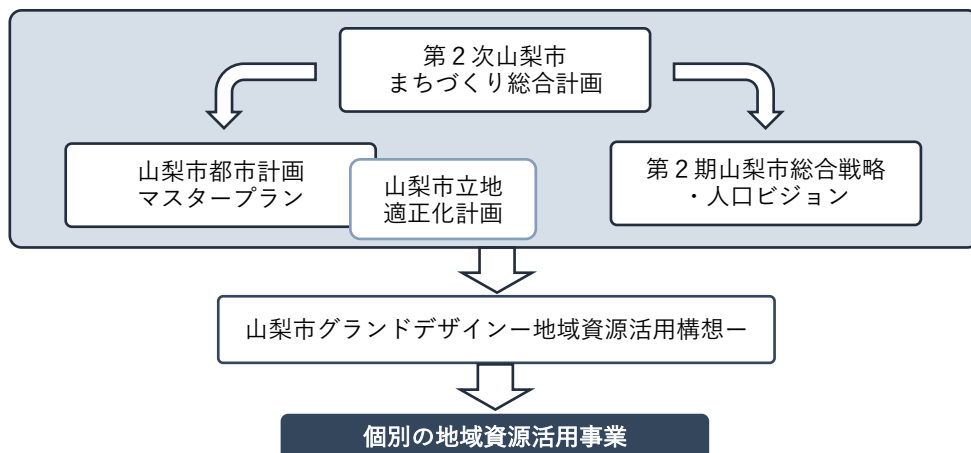 第２次山梨市
まちづくり総合計画
山梨市都市計画
マスタープラン
山梨市立地
適正化計画
第２期山梨市総合戦略
・人口ビジョン
山梨市グランドデザインー地域資源活用構想ー
個別の地域資源活用事業